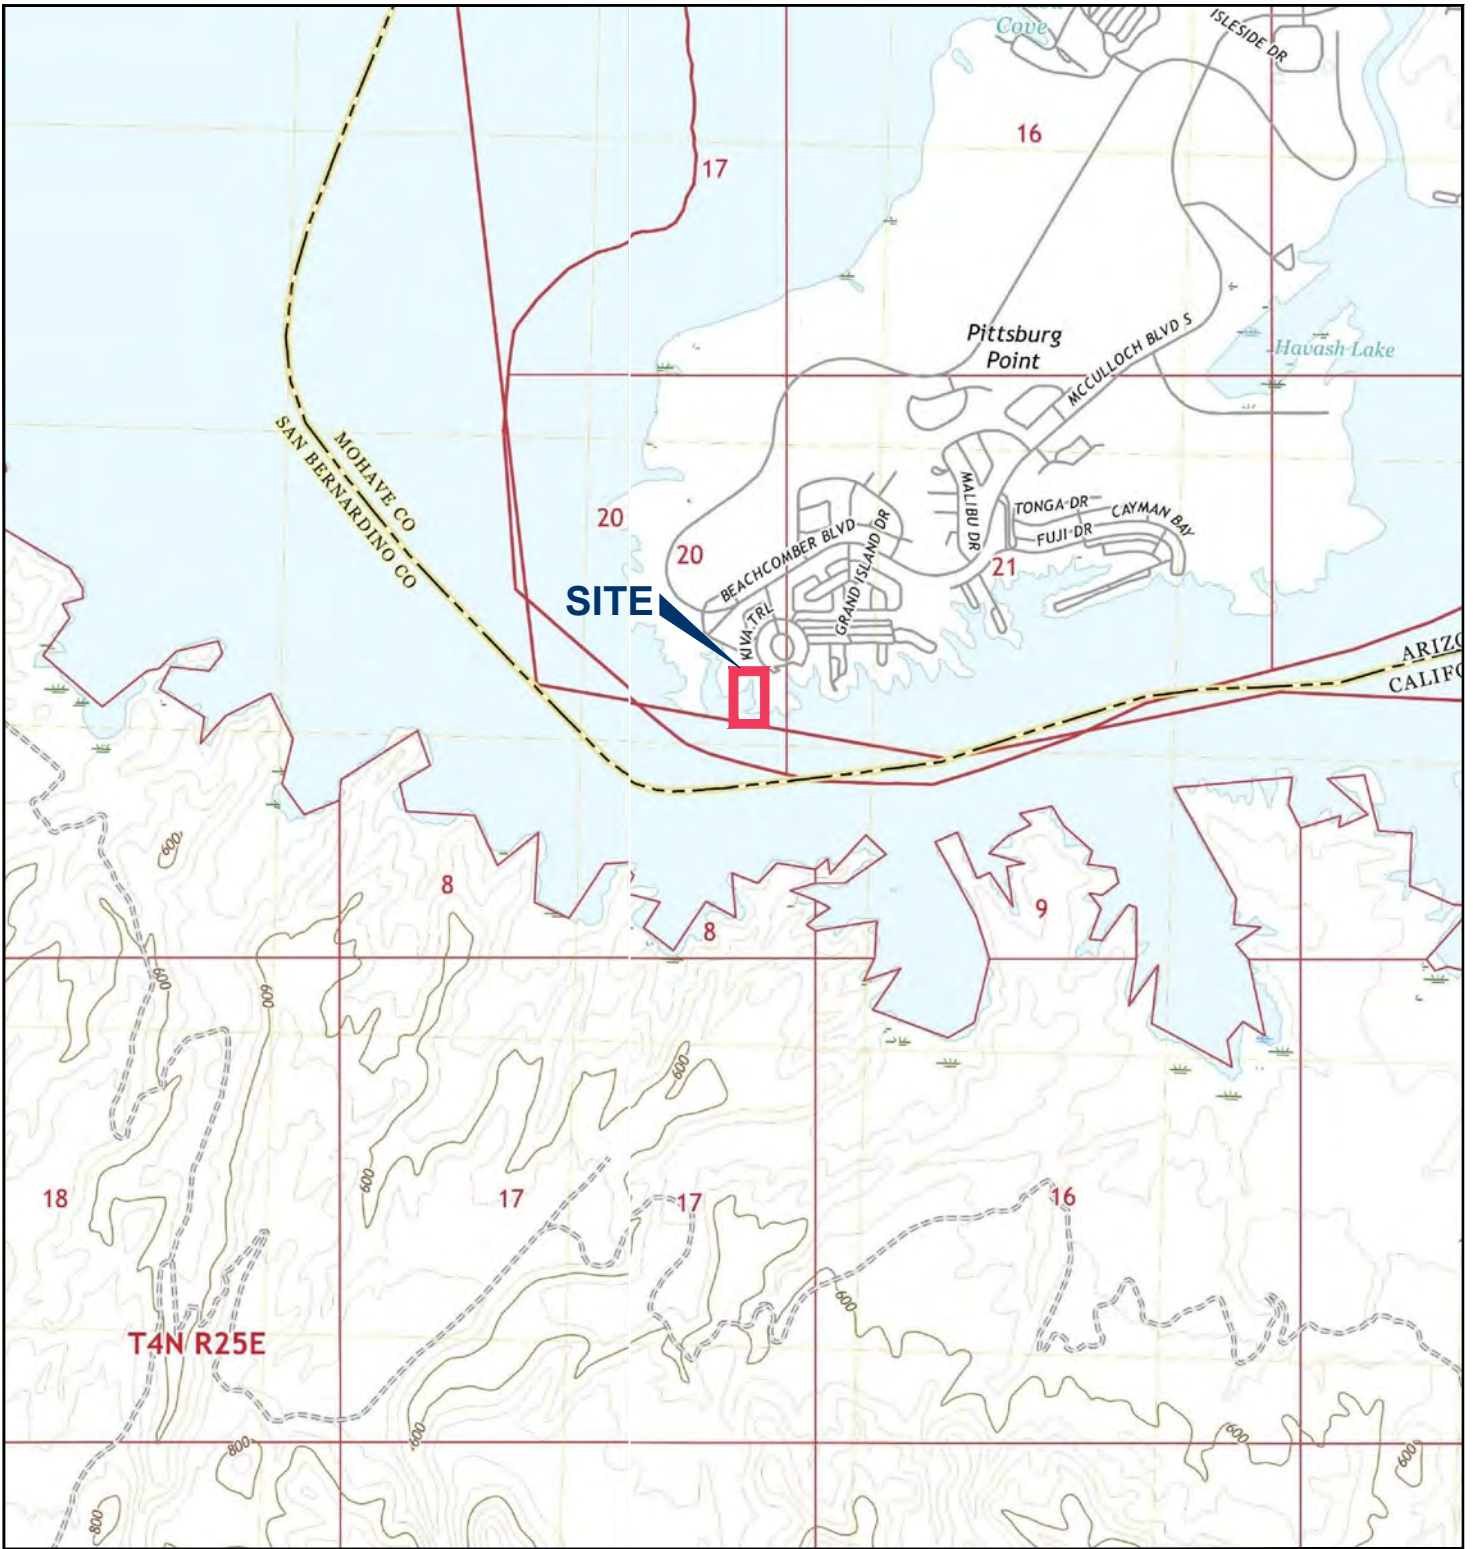 Cove
ISLESIDE DR
16
17
Pittsburg
Point
MCCULLOCH BLVD S
Havash Lake
MOHAVE CO
SAN BERNARDINO CO
MALIBU DR
TONGA DR
CAYMAN BAY
FUJI DR
20
20
BEACHCOMBER BLVD
GRAND ISLAND DR
21
SITE
KIVA TRL
ARIZO
CALIFO
600
8
9
8
600
600
600
600
18
17
17
16
600
T4N R25E
800
600
600
600
800